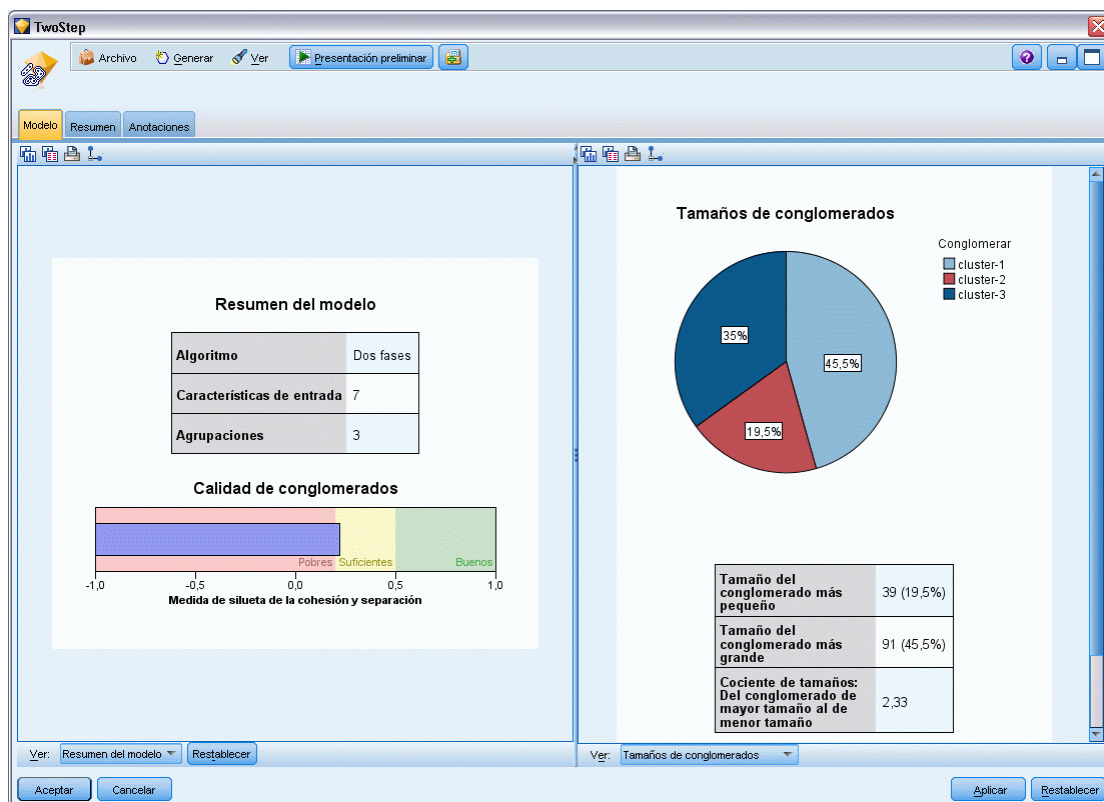 TwoStep
Archivo
Generar
Ver
Presentación preliminar
Modelo
Resumen
Anotaciones
Resumen del modelo
Algoritmo
Dos fases
Características de entrada
7
Agrupaciones
3
Calidad de conglomerados
Pobres
Suficientes
Buenos
-1,0
-0,5
0,0
0,5
1,0
Medida de silueta de la cohesión y separación
Ver:
Resumen del modelo
Restablecer
Tamaños de conglomerados
Conglomerar
cluster-1
cluster-2
cluster-3
35%
45,5%
19,5%
Tamaño del
conglomerado más
pequeño
39 (19,5%)
Tamaño del
conglomerado más
grande
91 (45,5%)
Cociente de tamaños:
Del conglomerado de
mayor tamaño al de
menor tamaño
2,33
Ver:
Tamaños de conglomerados
Aceptar
Cancelar
Aplicar
Restablecer